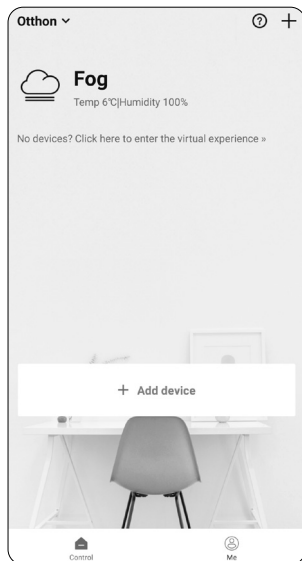 Otthon
Fog
Temp 6℃|Humidity 100%
No devices? Click here to enter the virtual experience »
+ Add device
Control
Me